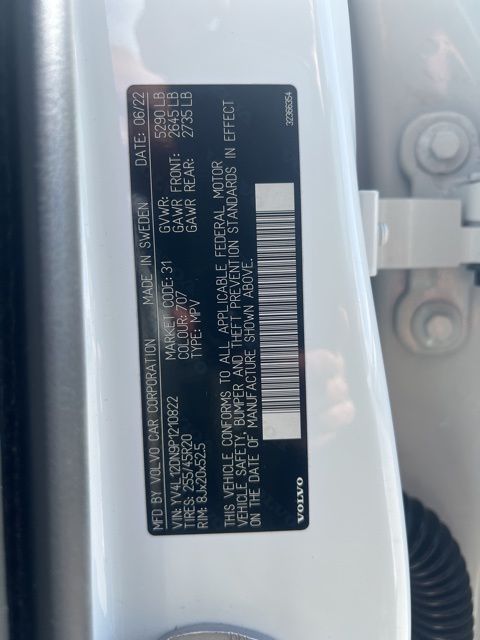 MFD BY VOLVO CAR CORPORATION MADE IN SWEDEN DATE: 06/22
VIN: YV4L12DN9P1210822 MARKET CODE: 31 GVWR: 5290 LB
TIRES: 255/45R20 COLOUR: 707 GAWR FRONT: 2645 LB
RIM: 8Jx20x52.5 TYPE: MPV GAWR REAR: 2735 LB
THIS VEHICLE CONFORMS TO ALL APPLICABLE FEDERAL MOTOR
VEHICLE SAFETY, BUMPER AND THEFT PREVENTION STANDARDS IN EFFECT
ON THE DATE OF MANUFACTURE SHOWN ABOVE.
VOLVO 32366354